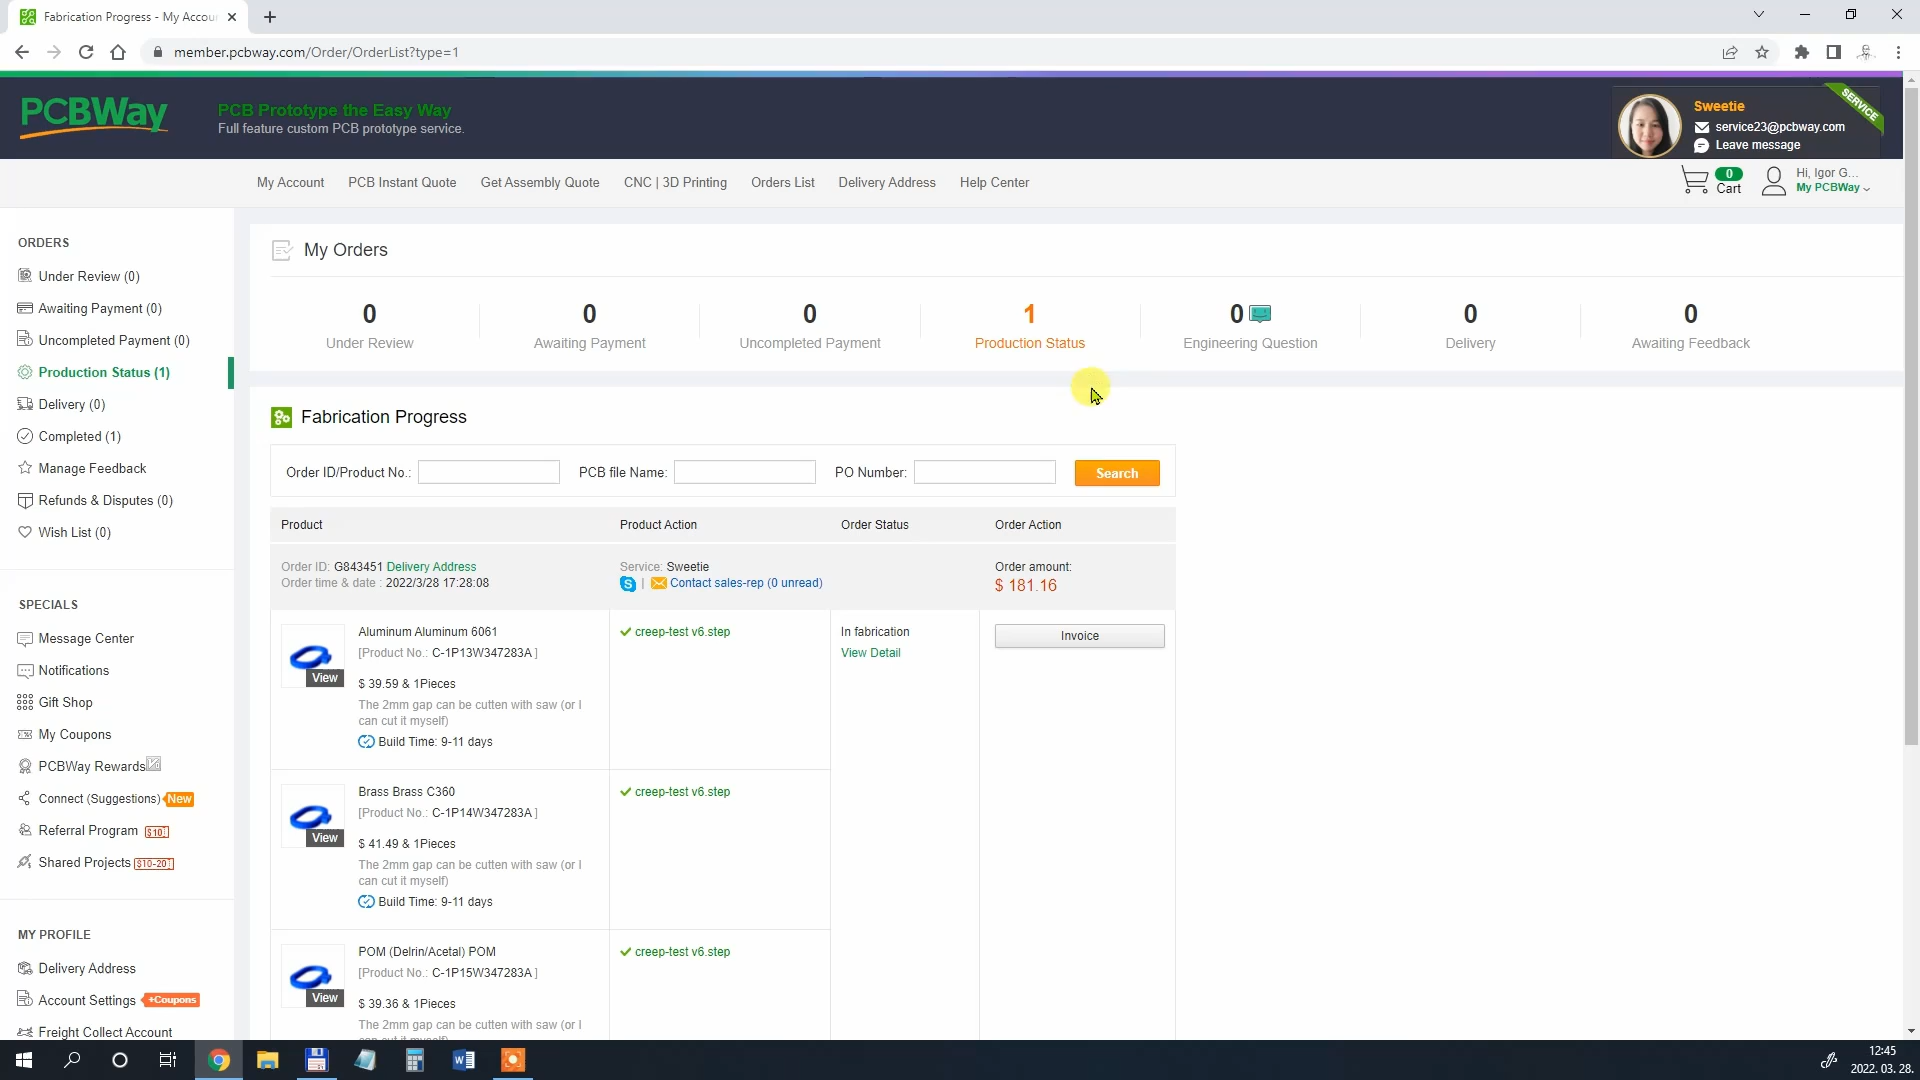 Fabrication Progress - My Accou
member.pcbway.com/Order/OrderList?type=1
PCBWay
PCB Prototype the Easy Way
Full feature custom PCB prototype service.
Sweetie
service23@pcbway.com
Leave message
SERVICE
My Account
PCB Instant Quote
Get Assembly Quote
CNC | 3D Printing
Orders List
Delivery Address
Help Center
0
Cart
Hi, Igor G...
My PCBWay
ORDERS
Under Review (0)
Awaiting Payment (0)
Uncompleted Payment (0)
Production Status (1)
Delivery (0)
Completed (1)
Manage Feedback
Refunds & Disputes (0)
Wish List (0)
SPECIALS
Message Center
Notifications
Gift Shop
My Coupons
PCBWay Rewards
Connect (Suggestions) New
Referral Program $10
Shared Projects $10-20
MY PROFILE
Delivery Address
Account Settings +Coupons
Freight Collect Account
My Orders
0
Under Review
0
Awaiting Payment
0
Uncompleted Payment
1
Production Status
0
Engineering Question
0
Delivery
0
Awaiting Feedback
Fabrication Progress
Order ID/Product No.:
PCB file Name:
PO Number:
Search
Product
Product Action
Order Status
Order Action
Order ID: G843451 Delivery Address
Order time & date : 2022/3/28 17:28:08
Service: Sweetie
| Contact sales-rep (0 unread)
Order amount:
$ 181.16
View
Aluminum Aluminum 6061
[Product No.: C-1P13W347283A ]
$ 39.59 & 1Pieces
The 2mm gap can be cutten with saw (or I
can cut it myself)
Build Time: 9-11 days
creep-test v6.step
In fabrication
View Detail
Invoice
View
Brass Brass C360
[Product No.: C-1P14W347283A ]
$ 41.49 & 1Pieces
The 2mm gap can be cutten with saw (or I
can cut it myself)
Build Time: 9-11 days
creep-test v6.step
View
POM (Delrin/Acetal) POM
[Product No.: C-1P15W347283A ]
$ 39.36 & 1Pieces
The 2mm gap can be cutten with saw (or I
can cut it myself)
creep-test v6.step
12:45
2022. 03. 28.